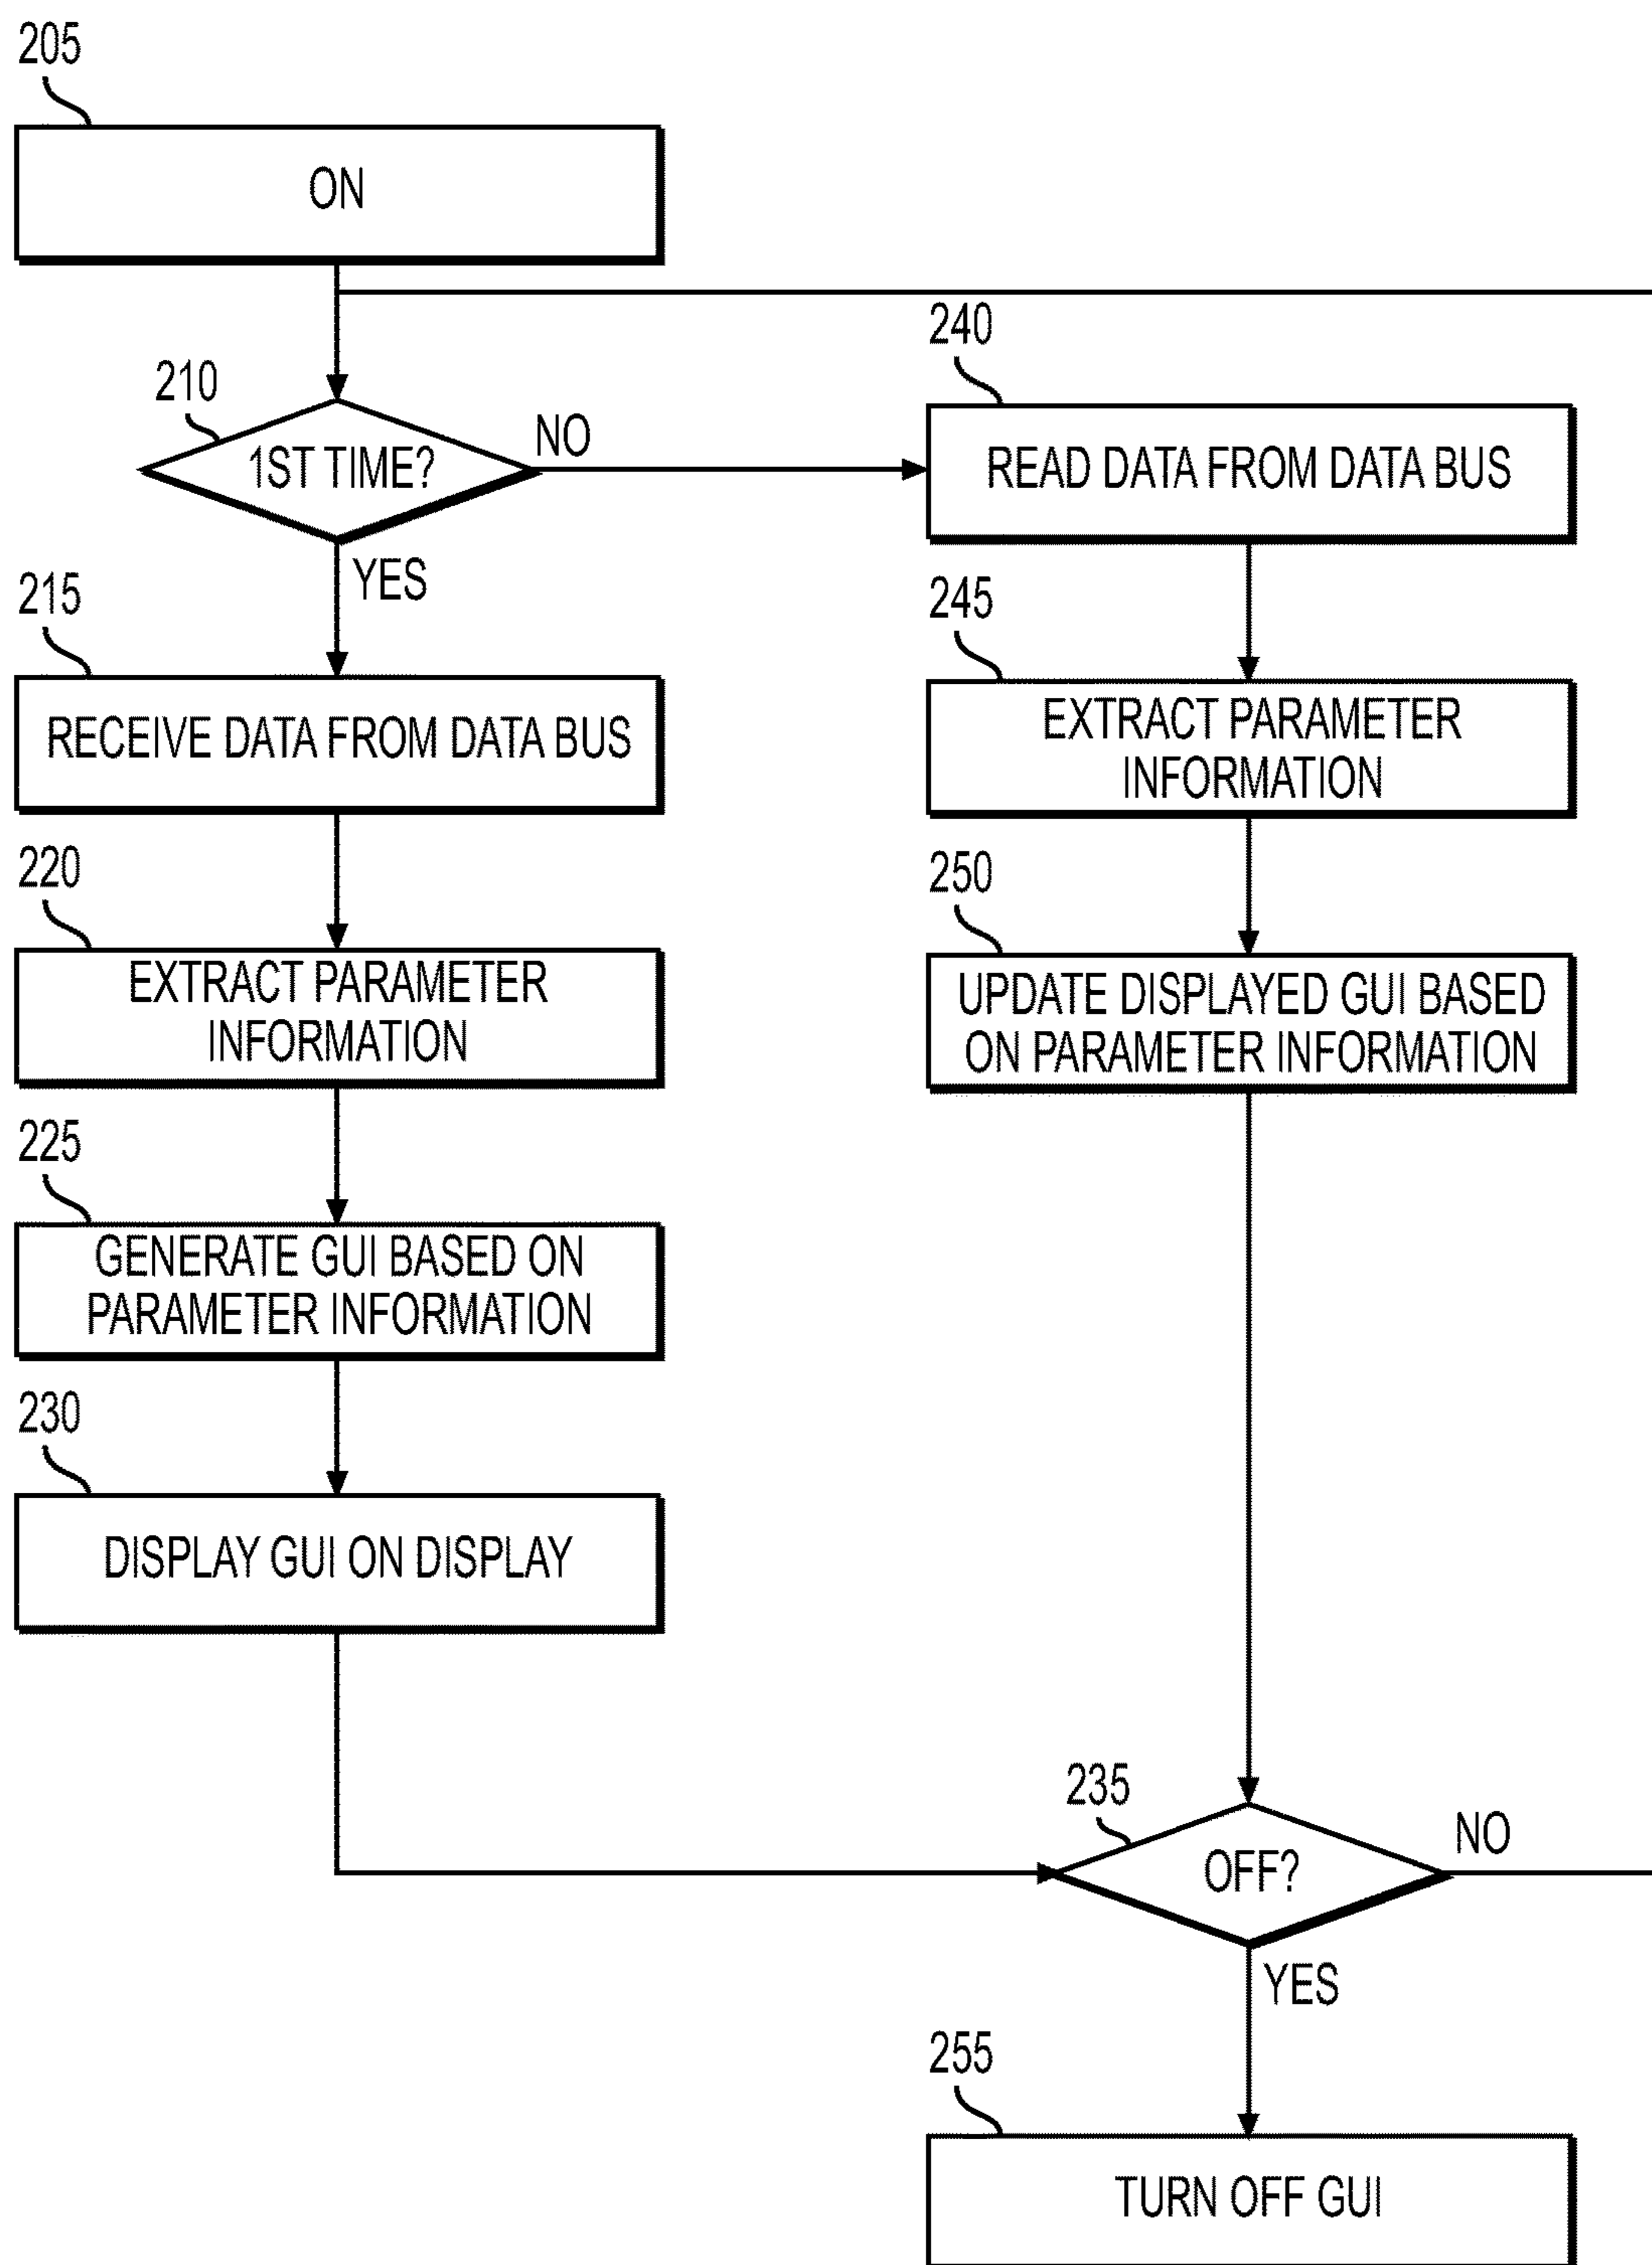 205
ON
210
1ST TIME?
NO
YES
215
RECEIVE DATA FROM DATA BUS
220
EXTRACT PARAMETER
INFORMATION
225
GENERATE GUI BASED ON
PARAMETER INFORMATION
230
DISPLAY GUI ON DISPLAY
240
READ DATA FROM DATA BUS
245
EXTRACT PARAMETER
INFORMATION
250
UPDATE DISPLAYED GUI BASED
ON PARAMETER INFORMATION
235
OFF?
NO
YES
255
TURN OFF GUI